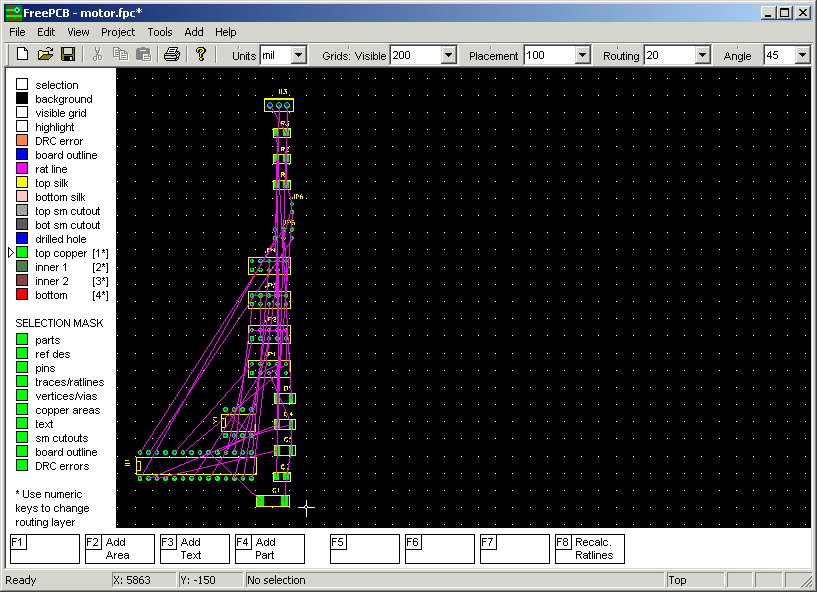 FreePCB - motor.fpc*
File Edit View Project Tools Add Help
Units mil Grids: Visible 200 Placement 100 Routing 20 Angle 45
selection
background
visible grid
highlight
DRC error
board outline
rat line
top silk
bottom silk
top sm cutout
bot sm cutout
drilled hole
top copper [1*]
inner 1 [2*]
inner 2 [3*]
bottom [4*]
SELECTION MASK
parts
ref des
pins
traces/ratlines
vertices/vias
copper areas
text
sm cutouts
board outline
DRC errors
* Use numeric
keys to change
routing layer
F1
F2 Add
Area
F3 Add
Text
F4 Add
Part
F5
F6
F7
F8 Recalc.
Ratlines
Ready X: 5863 Y: -150 No selection Top